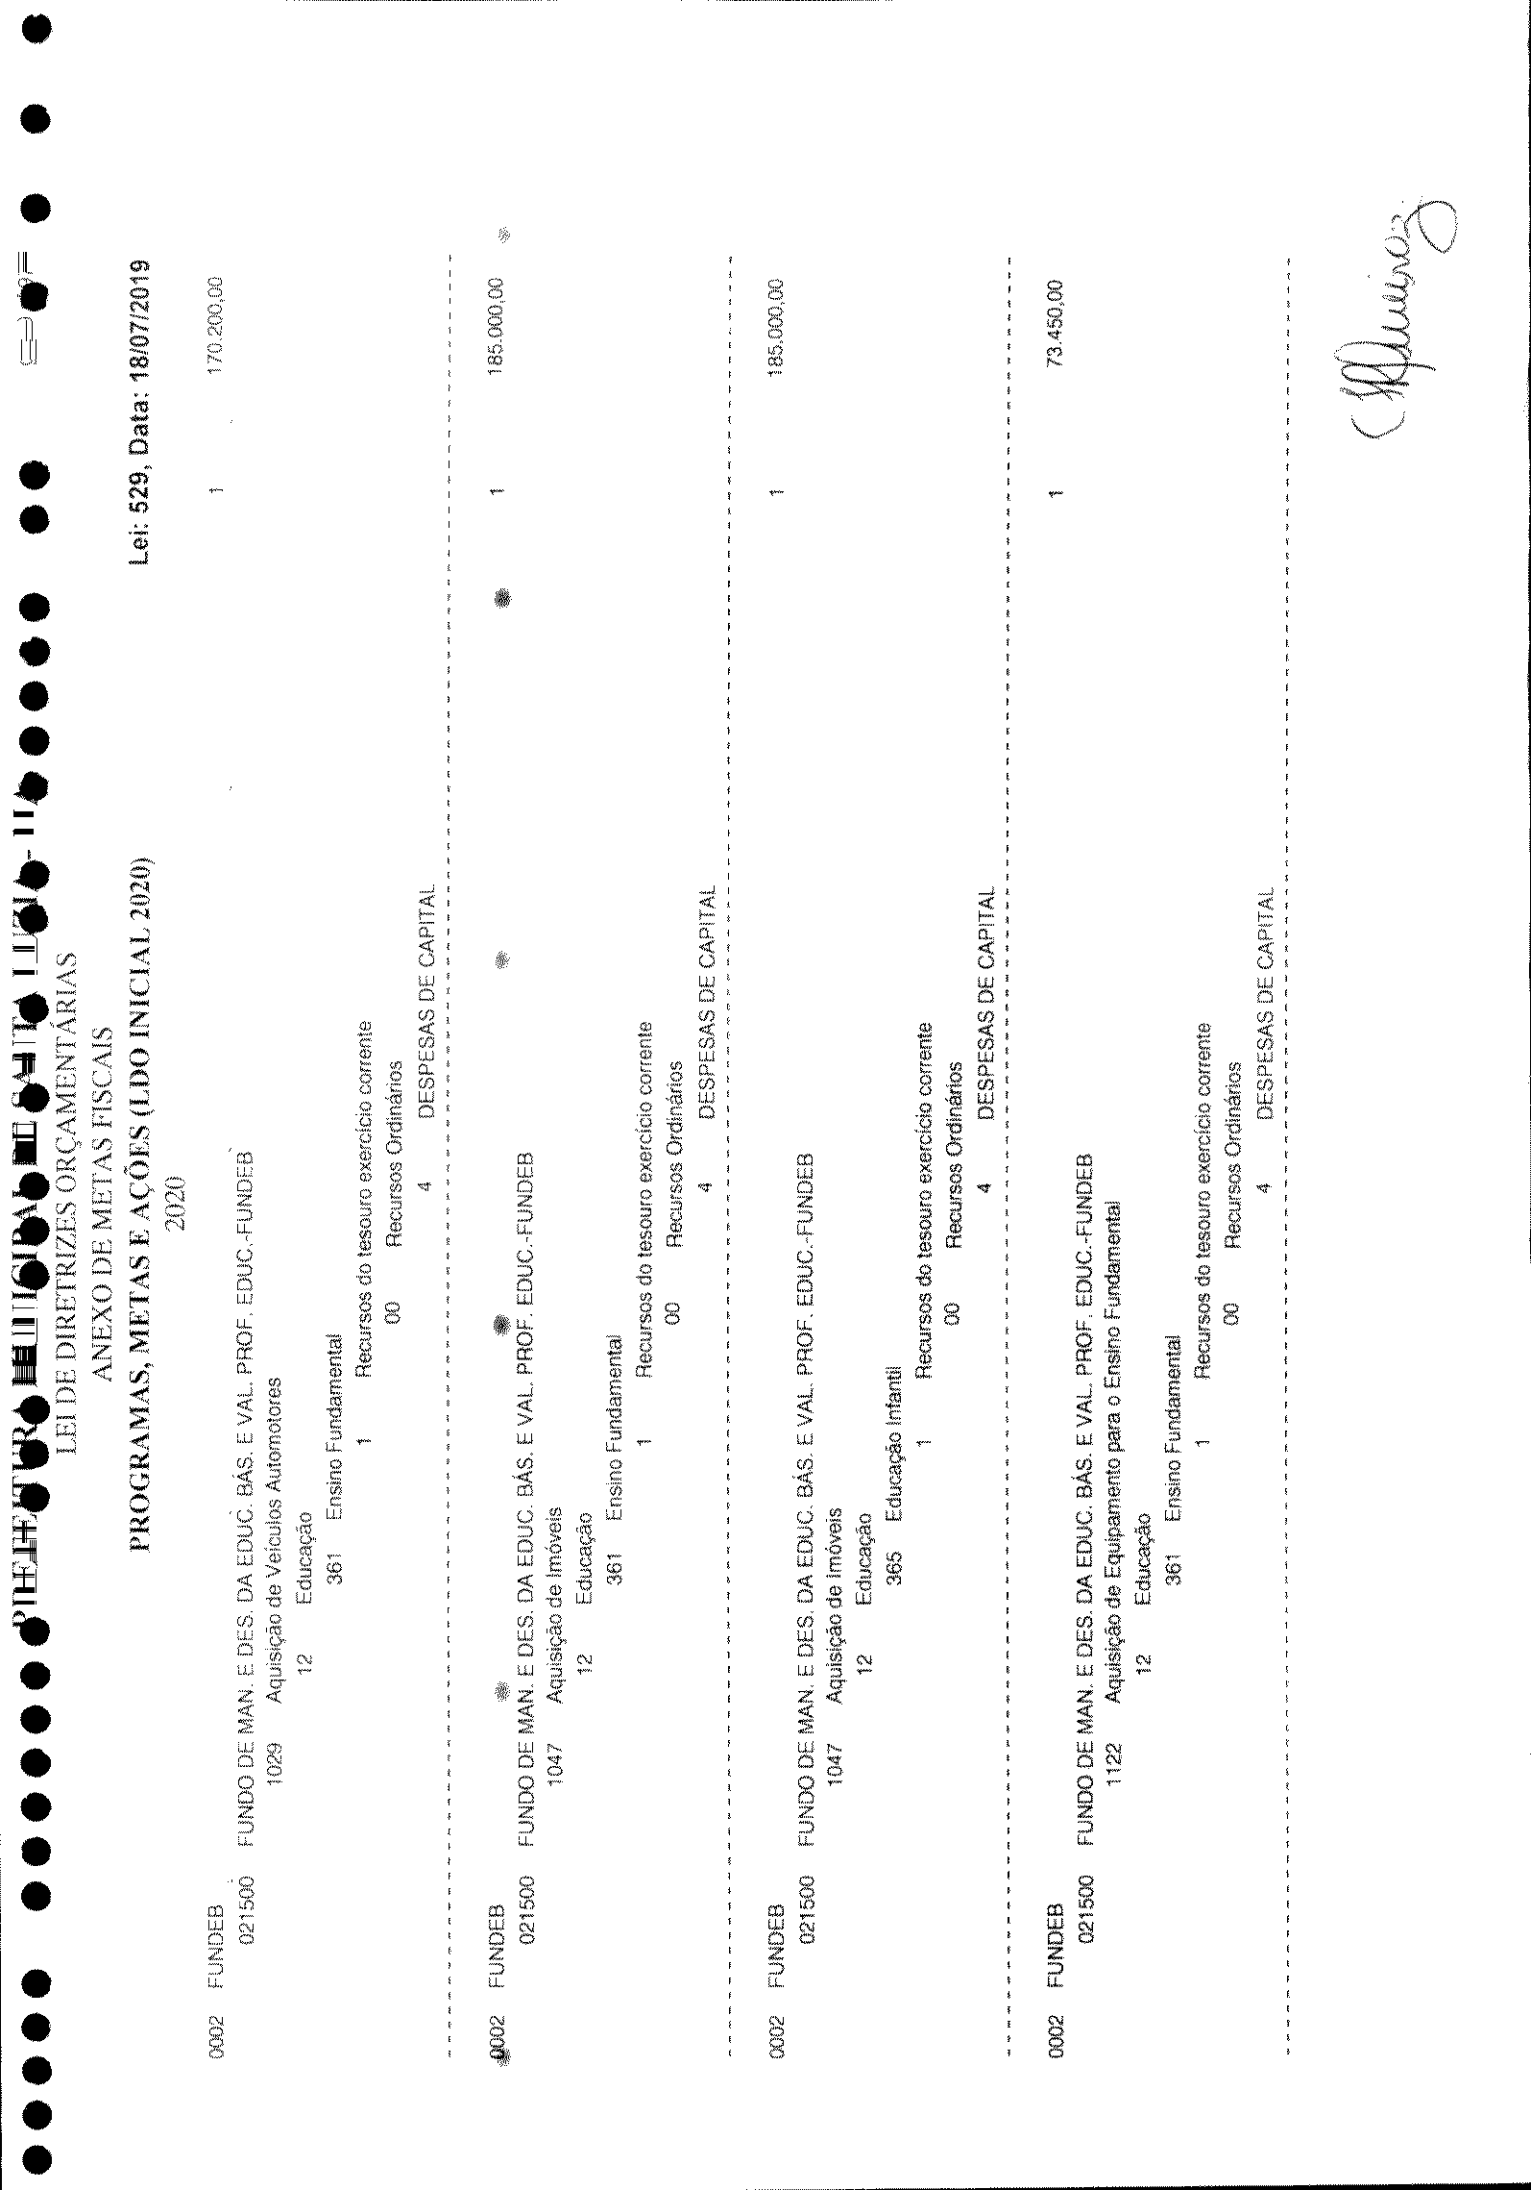 LEI DE DIRETRIZES ORÇAMENTÁRIAS
ANEXO DE METAS FISCAIS
PROGRAMAS, METAS E AÇÕES (LDO INICIAL 2020)
Lei: 529, Data: 18/07/2019
2020
0002 FUNDEB 1 170.200,00
021500 FUNDO DE MAN. E DES. DA EDUC. BÁS. E VAL. PROF. EDUC.-FUNDEB
1029 Aquisição de Veículos Automotores
12 Educação
361 Ensino Fundamental
1 Recursos do tesouro exercício corrente
00 Recursos Ordinários
4 DESPESAS DE CAPITAL
0002 FUNDEB 1 185.000,00
021500 FUNDO DE MAN. E DES. DA EDUC. BÁS. E VAL. PROF. EDUC.-FUNDEB
1047 Aquisição de Imóveis
12 Educação
361 Ensino Fundamental
1 Recursos do tesouro exercício corrente
00 Recursos Ordinários
4 DESPESAS DE CAPITAL
0002 FUNDEB 1 185.000,00
021500 FUNDO DE MAN. E DES. DA EDUC. BÁS. E VAL. PROF. EDUC.-FUNDEB
1047 Aquisição de Imóveis
12 Educação
365 Educação Infantil
1 Recursos do tesouro exercício corrente
00 Recursos Ordinários
4 DESPESAS DE CAPITAL
0002 FUNDEB 1 73.450,00
021500 FUNDO DE MAN. E DES. DA EDUC. BÁS. E VAL. PROF. EDUC.-FUNDEB
1122 Aquisição de Equipamento para o Ensino Fundamental
12 Educação
361 Ensino Fundamental
1 Recursos do tesouro exercício corrente
00 Recursos Ordinários
4 DESPESAS DE CAPITAL